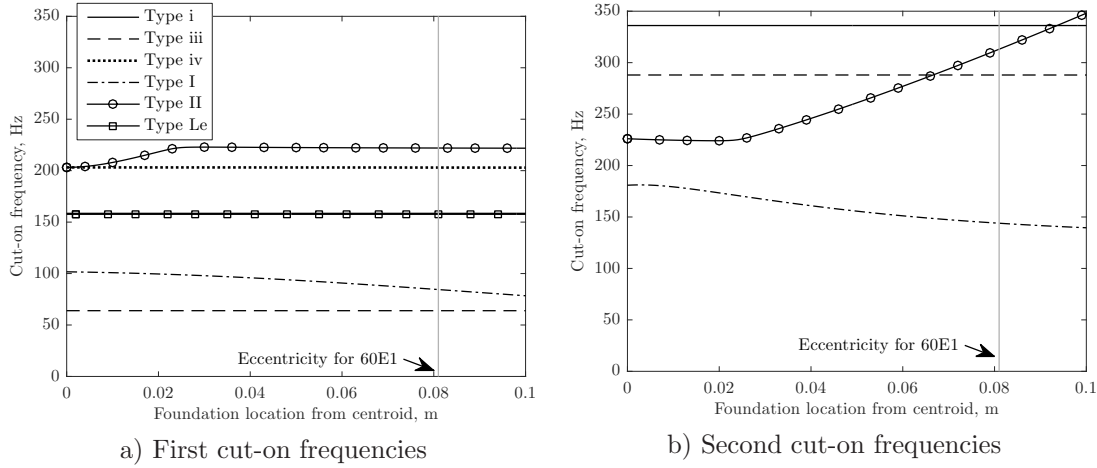 350
300
250
200
150
100
50
0
Cut-on frequency, Hz
Type i
Type iii
Type iv
Type I
Type II
Type Le
Eccentricity for 60E1
0 0.02 0.04 0.06 0.08 0.1
Foundation location from centroid, m
a) First cut-on frequencies
350
300
250
200
150
100
50
0
Cut-on frequency, Hz
Eccentricity for 60E1
0 0.02 0.04 0.06 0.08 0.1
Foundation location from centroid, m
b) Second cut-on frequencies